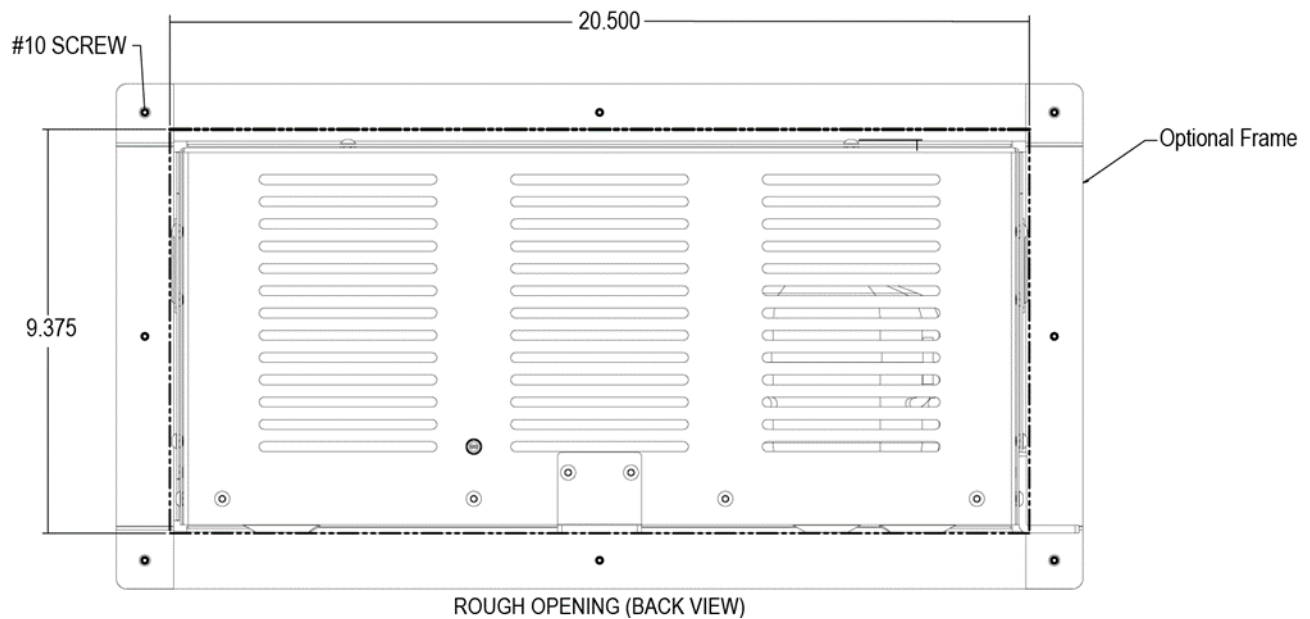 20.500
#10 SCREW
Optional Frame
9.375
ROUGH OPENING (BACK VIEW)